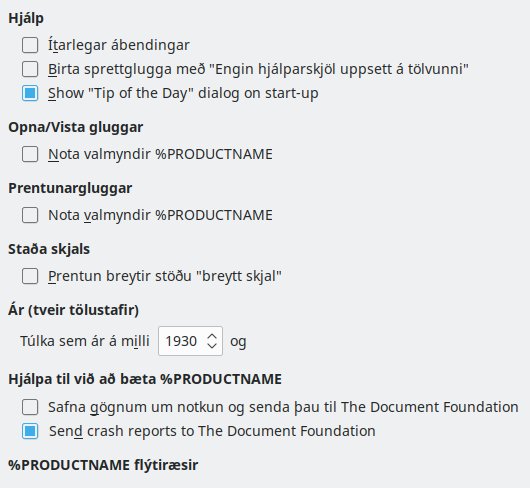 Hjálp
Ítarlegar ábendingar
Birta sprettglugga með "Engin hjálparskjöl uppsett á tölvunni"
Show "Tip of the Day" dialog on start-up
Opna/Vista gluggar
Nota valmyndir %PRODUCTNAME
Prentunargluggar
Nota valmyndir %PRODUCTNAME
Staða skjals
Prentun breytir stöðu "breytt skjal"
Ár (tveir tölustafir)
Túlka sem ár á milli 1930 og
Hjálpa til við að bæta %PRODUCTNAME
Safna gögnum um notkun og senda þau til The Document Foundation
Send crash reports to The Document Foundation
%PRODUCTNAME flýtiræsir